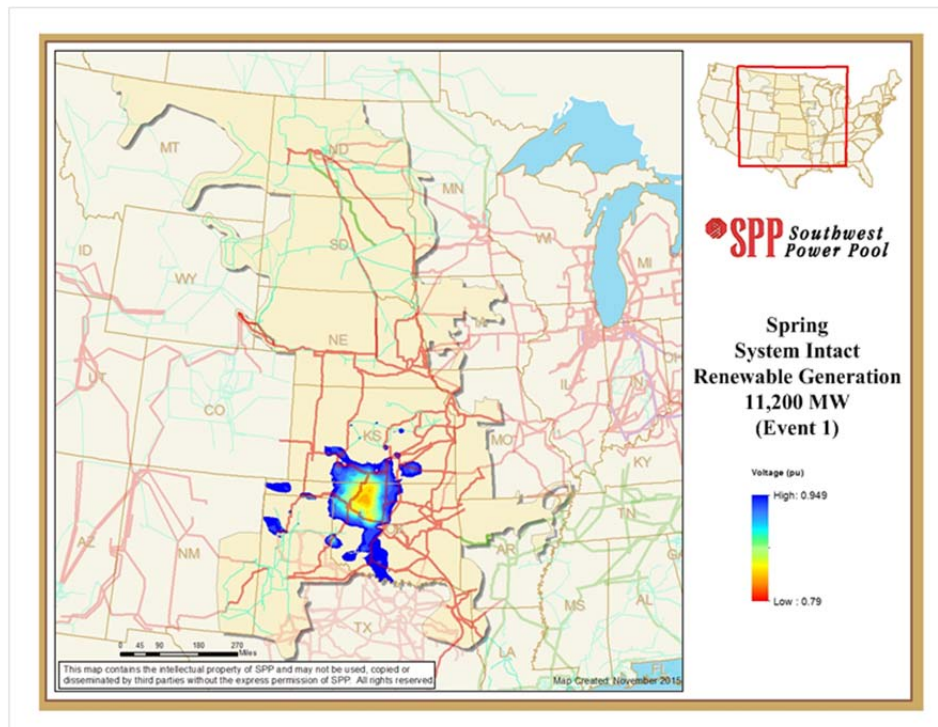 MT
ND
MN
ID
SD
WI
WY
MI
IA
NE
UT
CO
IL
IN
OH
KS
MO
KY
AZ
NM
OK
AR
TN
GA
TX
MS
AL
LA
FL
0 45 90 180 270
Miles
This map contains the intellectual property of SPP and may not be used, copied or
disseminated by third parties without the express permission of SPP. All rights reserved.
Map Created: November 2015
SPP Southwest
Power Pool
Spring
System Intact
Renewable Generation
11,200 MW
(Event 1)
Voltage (pu)
High: 0.949
Low : 0.79